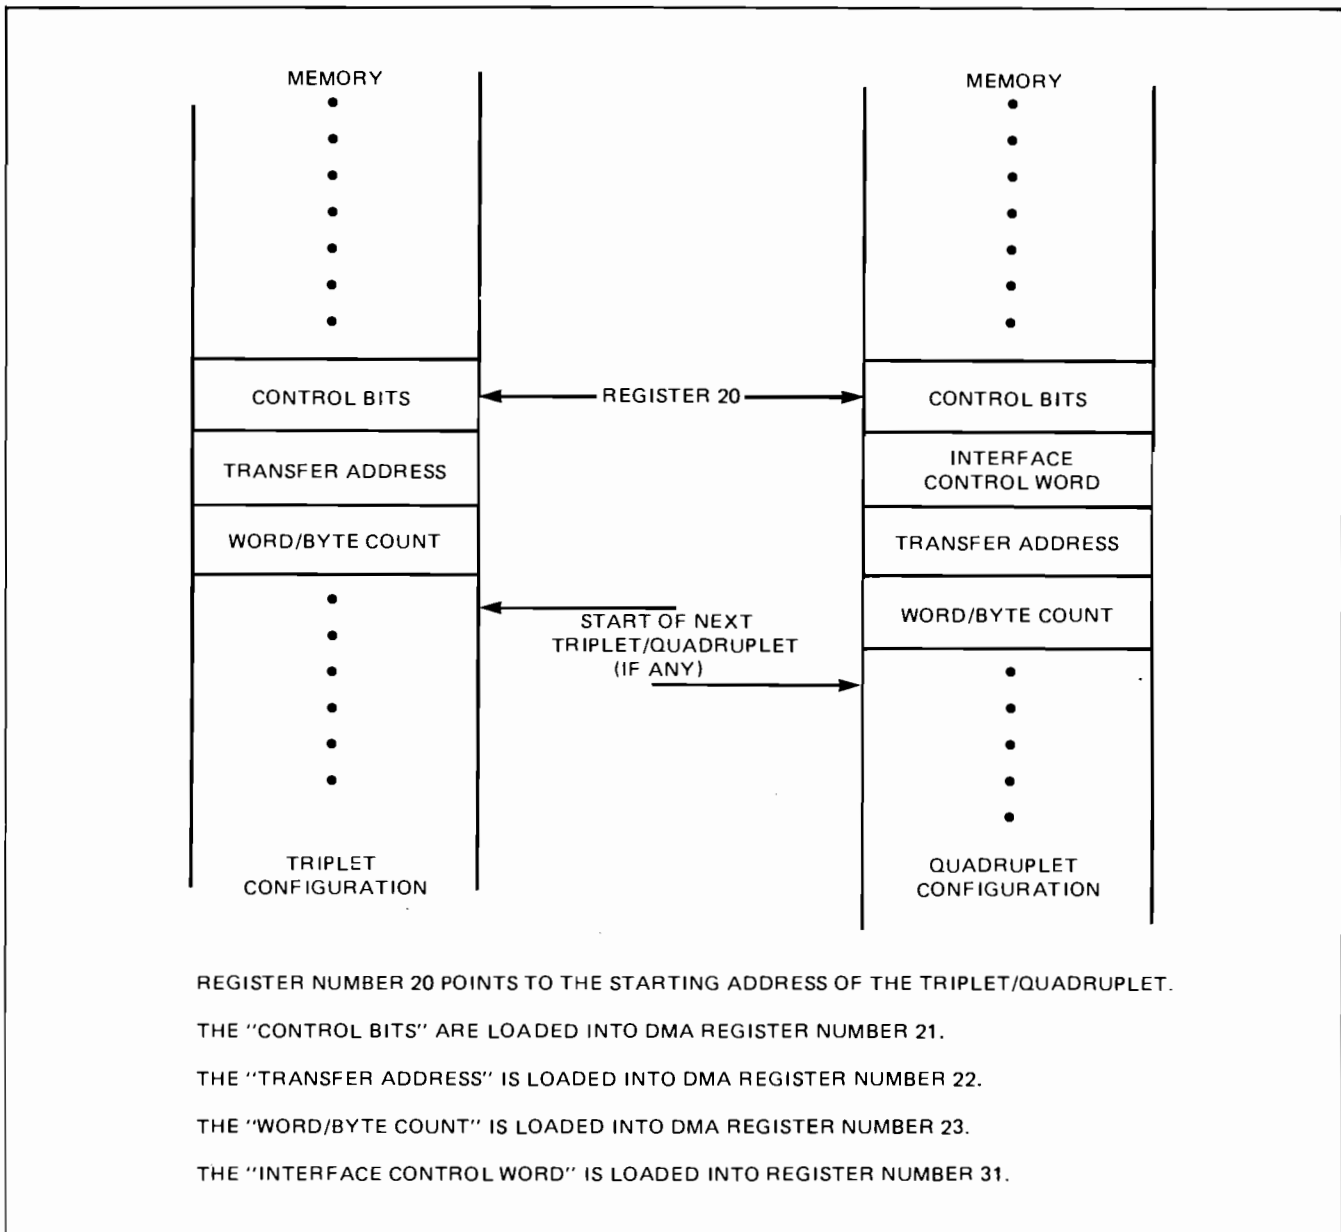 MEMORY
CONTROL BITS
TRANSFER ADDRESS
WORD/BYTE COUNT
TRIPLET
CONFIGURATION
REGISTER 20
START OF NEXT
TRIPLET/QUADRUPLET
(IF ANY)
MEMORY
CONTROL BITS
INTERFACE
CONTROL WORD
TRANSFER ADDRESS
WORD/BYTE COUNT
QUADRUPLET
CONFIGURATION
REGISTER NUMBER 20 POINTS TO THE STARTING ADDRESS OF THE TRIPLET/QUADRUPLET.
THE "CONTROL BITS" ARE LOADED INTO DMA REGISTER NUMBER 21.
THE "TRANSFER ADDRESS" IS LOADED INTO DMA REGISTER NUMBER 22.
THE "WORD/BYTE COUNT" IS LOADED INTO DMA REGISTER NUMBER 23.
THE "INTERFACE CONTROL WORD" IS LOADED INTO REGISTER NUMBER 31.